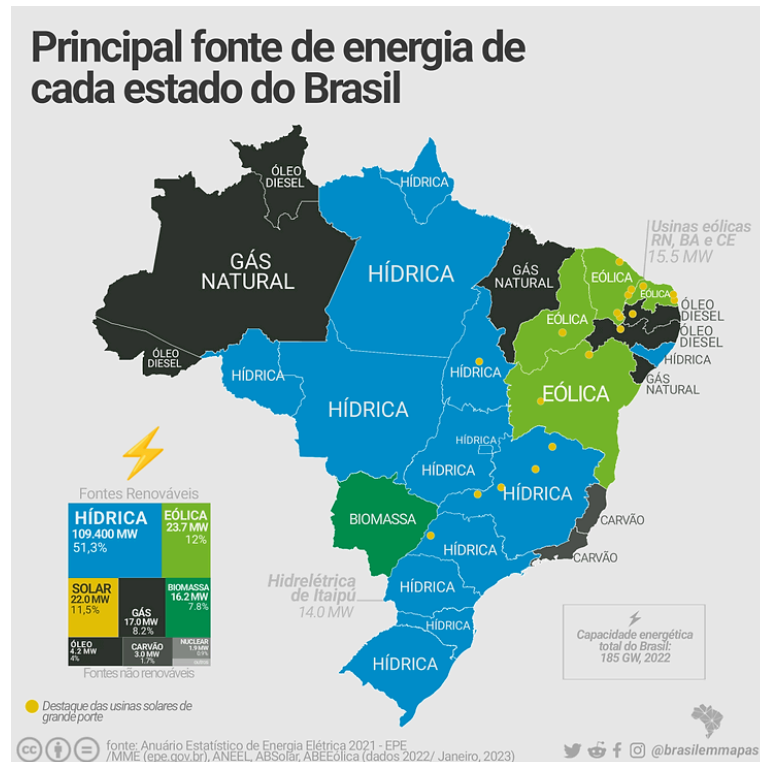 Principal fonte de energia de
cada estado do Brasil
ÓLEO
DIESEL
HÍDRICA
GÁS
NATURAL
HÍDRICA
GÁS
NATURAL
Usinas eólicas
RN, BA e CE
15.5 MW
EÓLICA
EÓLICA
EÓLICA
ÓLEO
DIESEL
ÓLEO
DIESEL
HÍDRICA
GÁS
NATURAL
ÓLEO
DIESEL
HÍDRICA
HÍDRICA
HÍDRICA
EÓLICA
HÍDRICA
HÍDRICA
HÍDRICA
BIOMASSA
CARVÃO
CARVÃO
HÍDRICA
HÍDRICA
HÍDRICA
HÍDRICA
Hidrelétrica
de Itaipú
14.0 MW
Fontes Renováveis
HÍDRICA
109.400 MW
51,3%
EÓLICA
23.7 MW
12%
SOLAR
22.0 MW
11,5%
GÁS
17.0 MW
8.2%
BIOMASSA
16.2 MW
7.8%
ÓLEO
4.2 MW
4%
CARVÃO
3.0 MW
1.7%
NUCLEAR
1.9 MW
0.9%
Fontes não renováveis
Capacidade energética
total do Brasil:
185 GW, 2022
Destaque das usinas solares de
grande porte
cc
fonte: Anuário Estatístico de Energia Elétrica 2021 - EPE
/MME (epe.gov.br), ANEEL, ABSolar, ABEEólica (dados 2022/ Janeiro, 2023)
@brasilemmapas